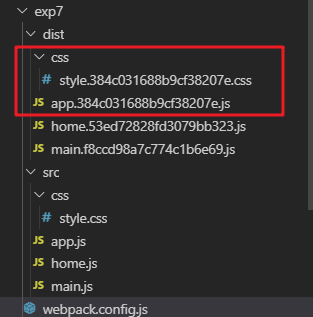 exp7
dist
css
# style.384c031688b9cf38207e.css
JS app.384c031688b9cf38207e.js
JS home.53ed72828fd3079bb323.js
JS main.f8ccd98a7c774c1b6e69.js
src
css
# style.css
JS app.js
JS home.js
JS main.js
webpack.config.js